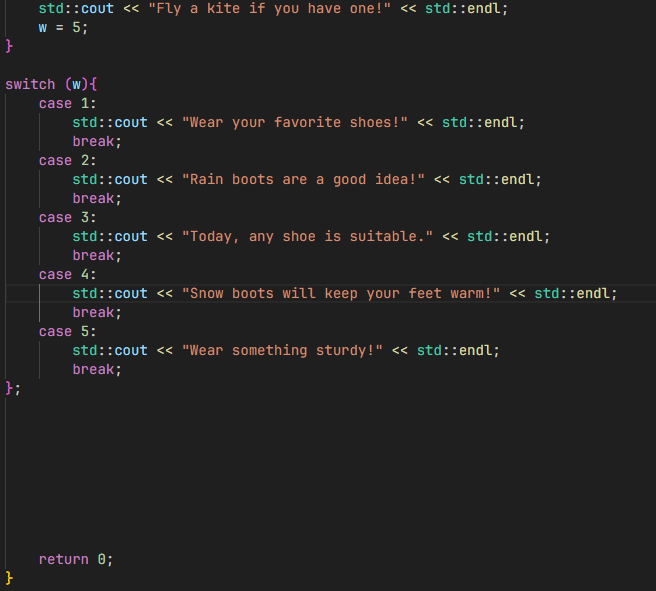 std::cout << "Fly a kite if you have one!" << std::endl;
    w = 5;
}
switch (w){
    case 1:
        std::cout << "Wear your favorite shoes!" << std::endl;
        break;
    case 2:
        std::cout << "Rain boots are a good idea!" << std::endl;
        break;
    case 3:
        std::cout << "Today, any shoe is suitable." << std::endl;
        break;
    case 4:
        std::cout << "Snow boots will keep your feet warm!" << std::endl;
        break;
    case 5:
        std::cout << "Wear something sturdy!" << std::endl;
        break;
};
    return 0;
}